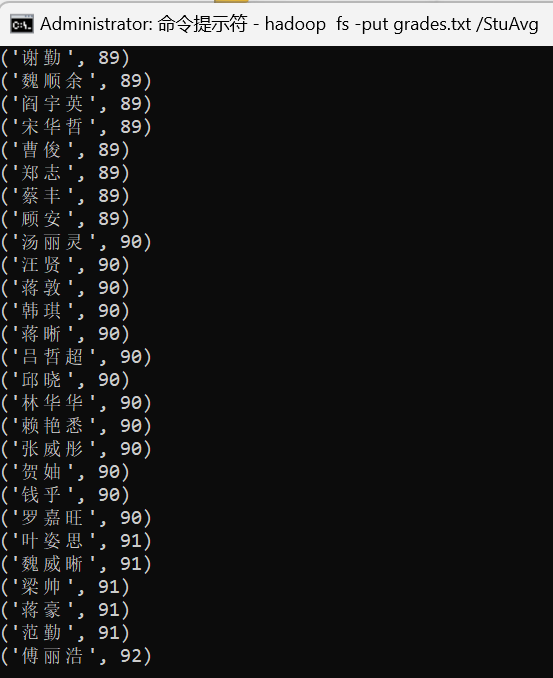 Administrator: 命令提示符 - hadoop  fs -put grades.txt /StuAvg
('谢勤', 89)
('魏顺余', 89)
('阎宇英', 89)
('宋华哲', 89)
('曹俊', 89)
('郑志', 89)
('蔡丰', 89)
('顾安', 89)
('汤丽灵', 90)
('汪贤', 90)
('蒋敦', 90)
('韩琪', 90)
('蒋晰', 90)
('吕哲超', 90)
('邱晓', 90)
('林华华', 90)
('赖艳悉', 90)
('张威彤', 90)
('贺妯', 90)
('钱乎', 90)
('罗嘉旺', 90)
('叶姿思', 91)
('魏威晰', 91)
('梁帅', 91)
('蒋豪', 91)
('范勤', 91)
('傅丽浩', 92)